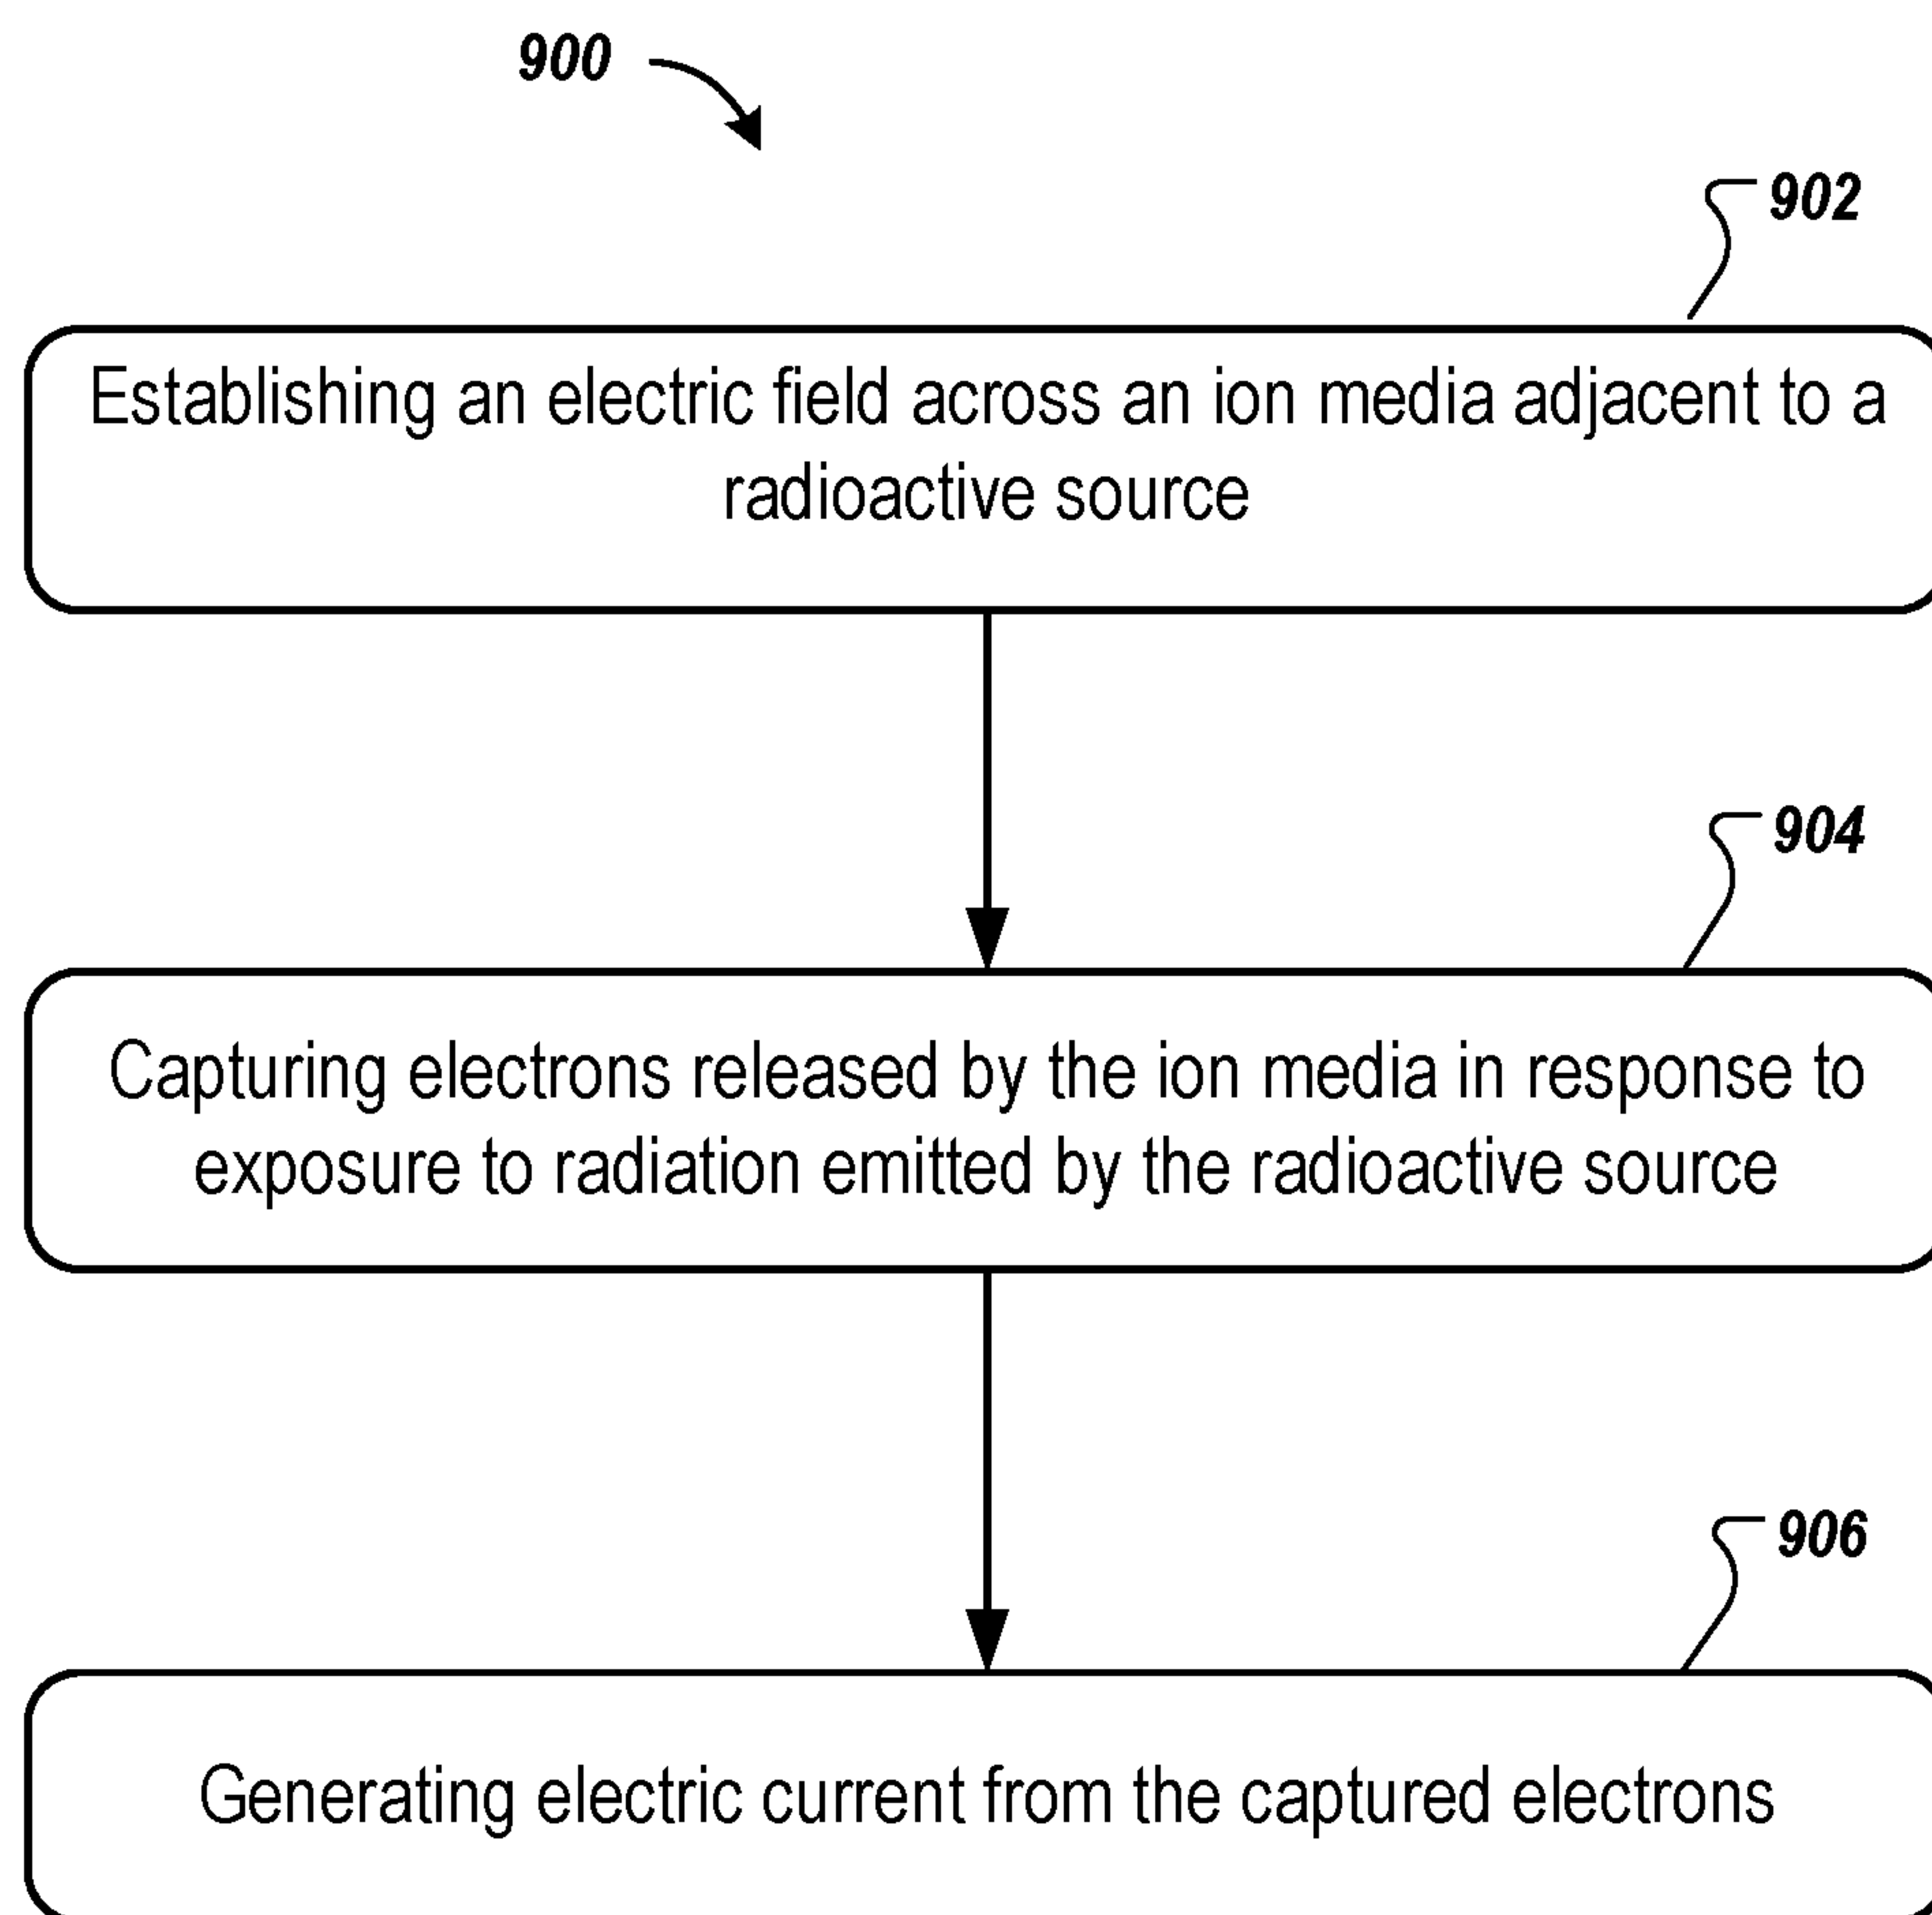 900
902
Establishing an electric field across an ion media adjacent to a
radioactive source
904
Capturing electrons released by the ion media in response to
exposure to radiation emitted by the radioactive source
906
Generating electric current from the captured electrons